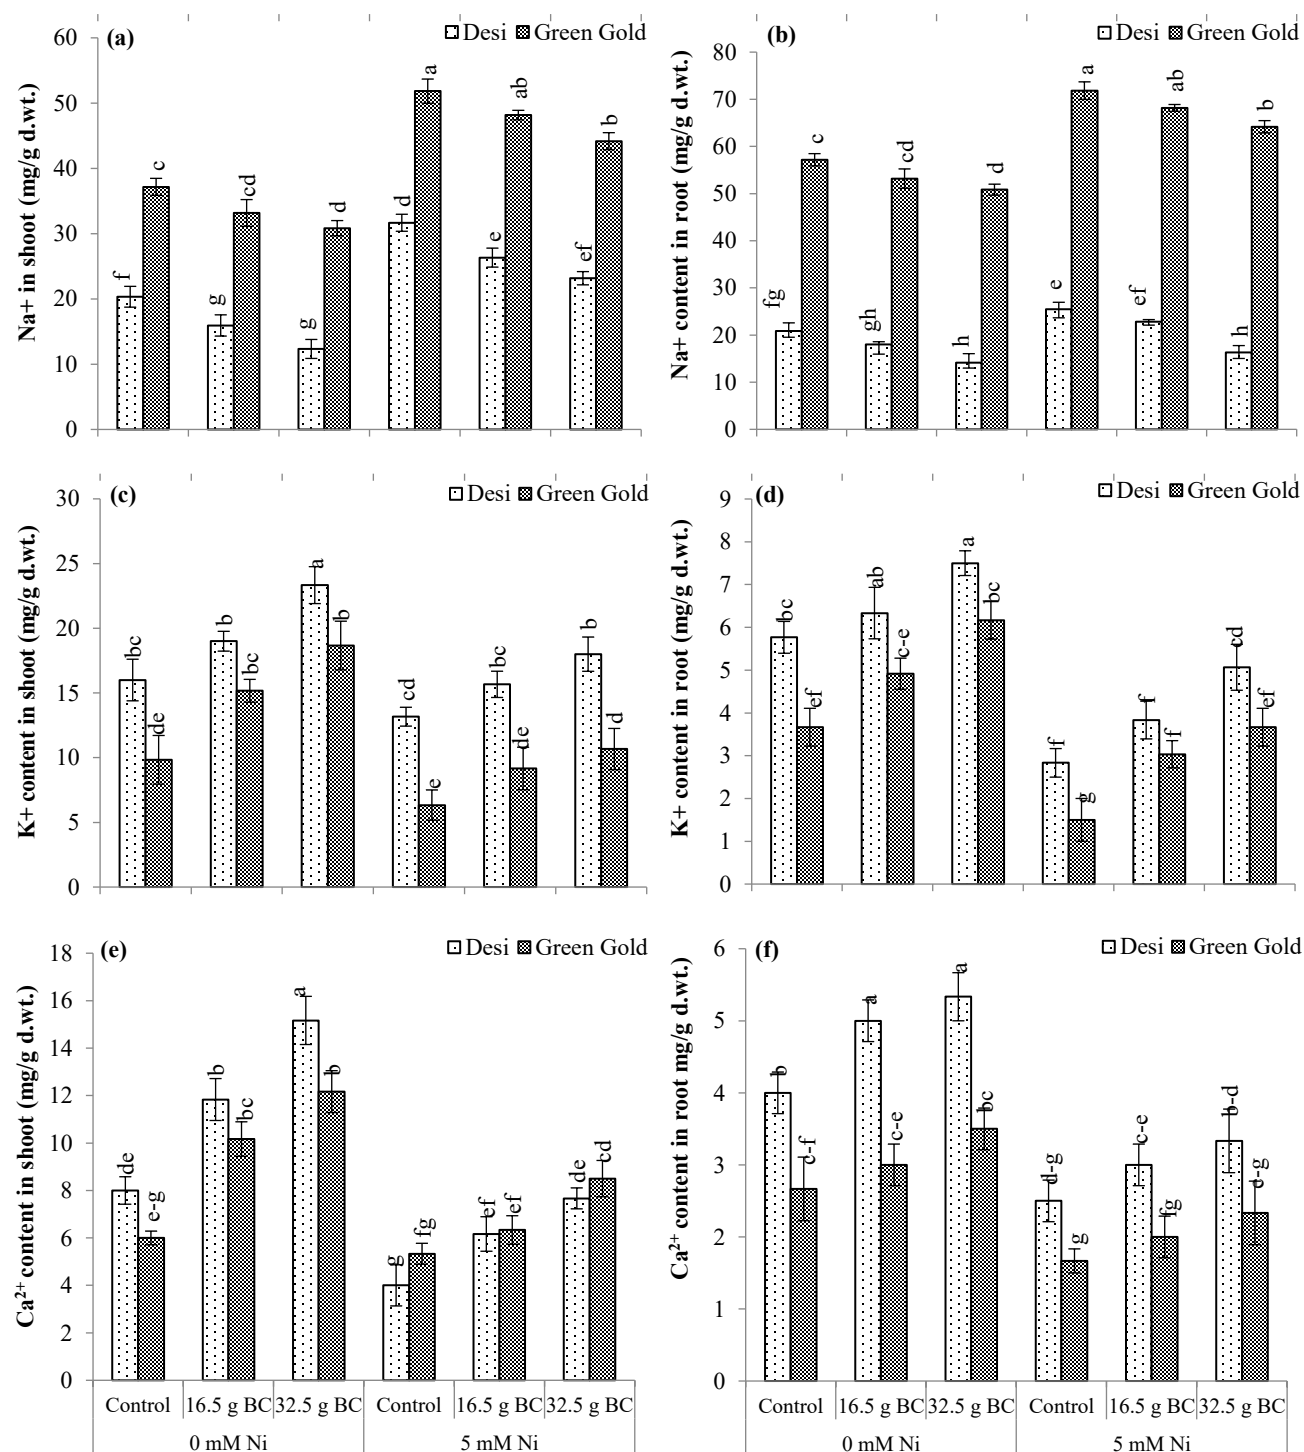 (a)
Desi Green Gold
Na+ in shoot (mg/g d.wt.)
60
50
40
30
20
10
0
f c g cd g d d a e ab ef b
(b)
Desi Green Gold
Na+ content in root (mg/g d.wt.)
80
70
60
50
40
30
20
10
0
fg c gh cd h d e a ef ab h b
(c)
Desi Green Gold
K+ content in shoot (mg/g d.wt.)
30
25
20
15
10
5
0
bc de b bc a b cd e bc de b d
(d)
Desi Green Gold
K+ content in root (mg/g d.wt.)
9
8
7
6
5
4
3
2
1
0
bc ef ab c-e a bc f g f f cd ef
(e)
Desi Green Gold
Ca2+ content in shoot (mg/g d.wt.)
18
16
14
12
10
8
6
4
2
0
de e-g b bc a b g fg ef ef de cd
Control 16.5 g BC 32.5 g BC Control 16.5 g BC 32.5 g BC
0 mM Ni 5 mM Ni
(f)
Desi Green Gold
Ca2+ content in root mg/g d.wt.)
6
5
4
3
2
1
0
b c-f a c-e a bc d-g g c-e fg b-d e-g
Control 16.5 g BC 32.5 g BC Control 16.5 g BC 32.5 g BC
0 mM Ni 5 mM Ni